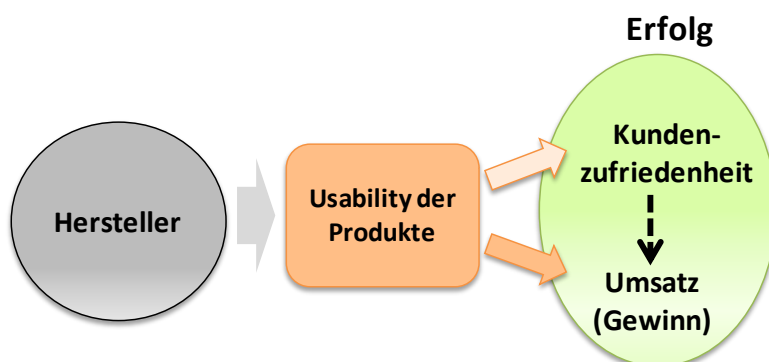 Erfolg
Hersteller
Usability der
Produkte
Kunden-
zufriedenheit
Umsatz
(Gewinn)